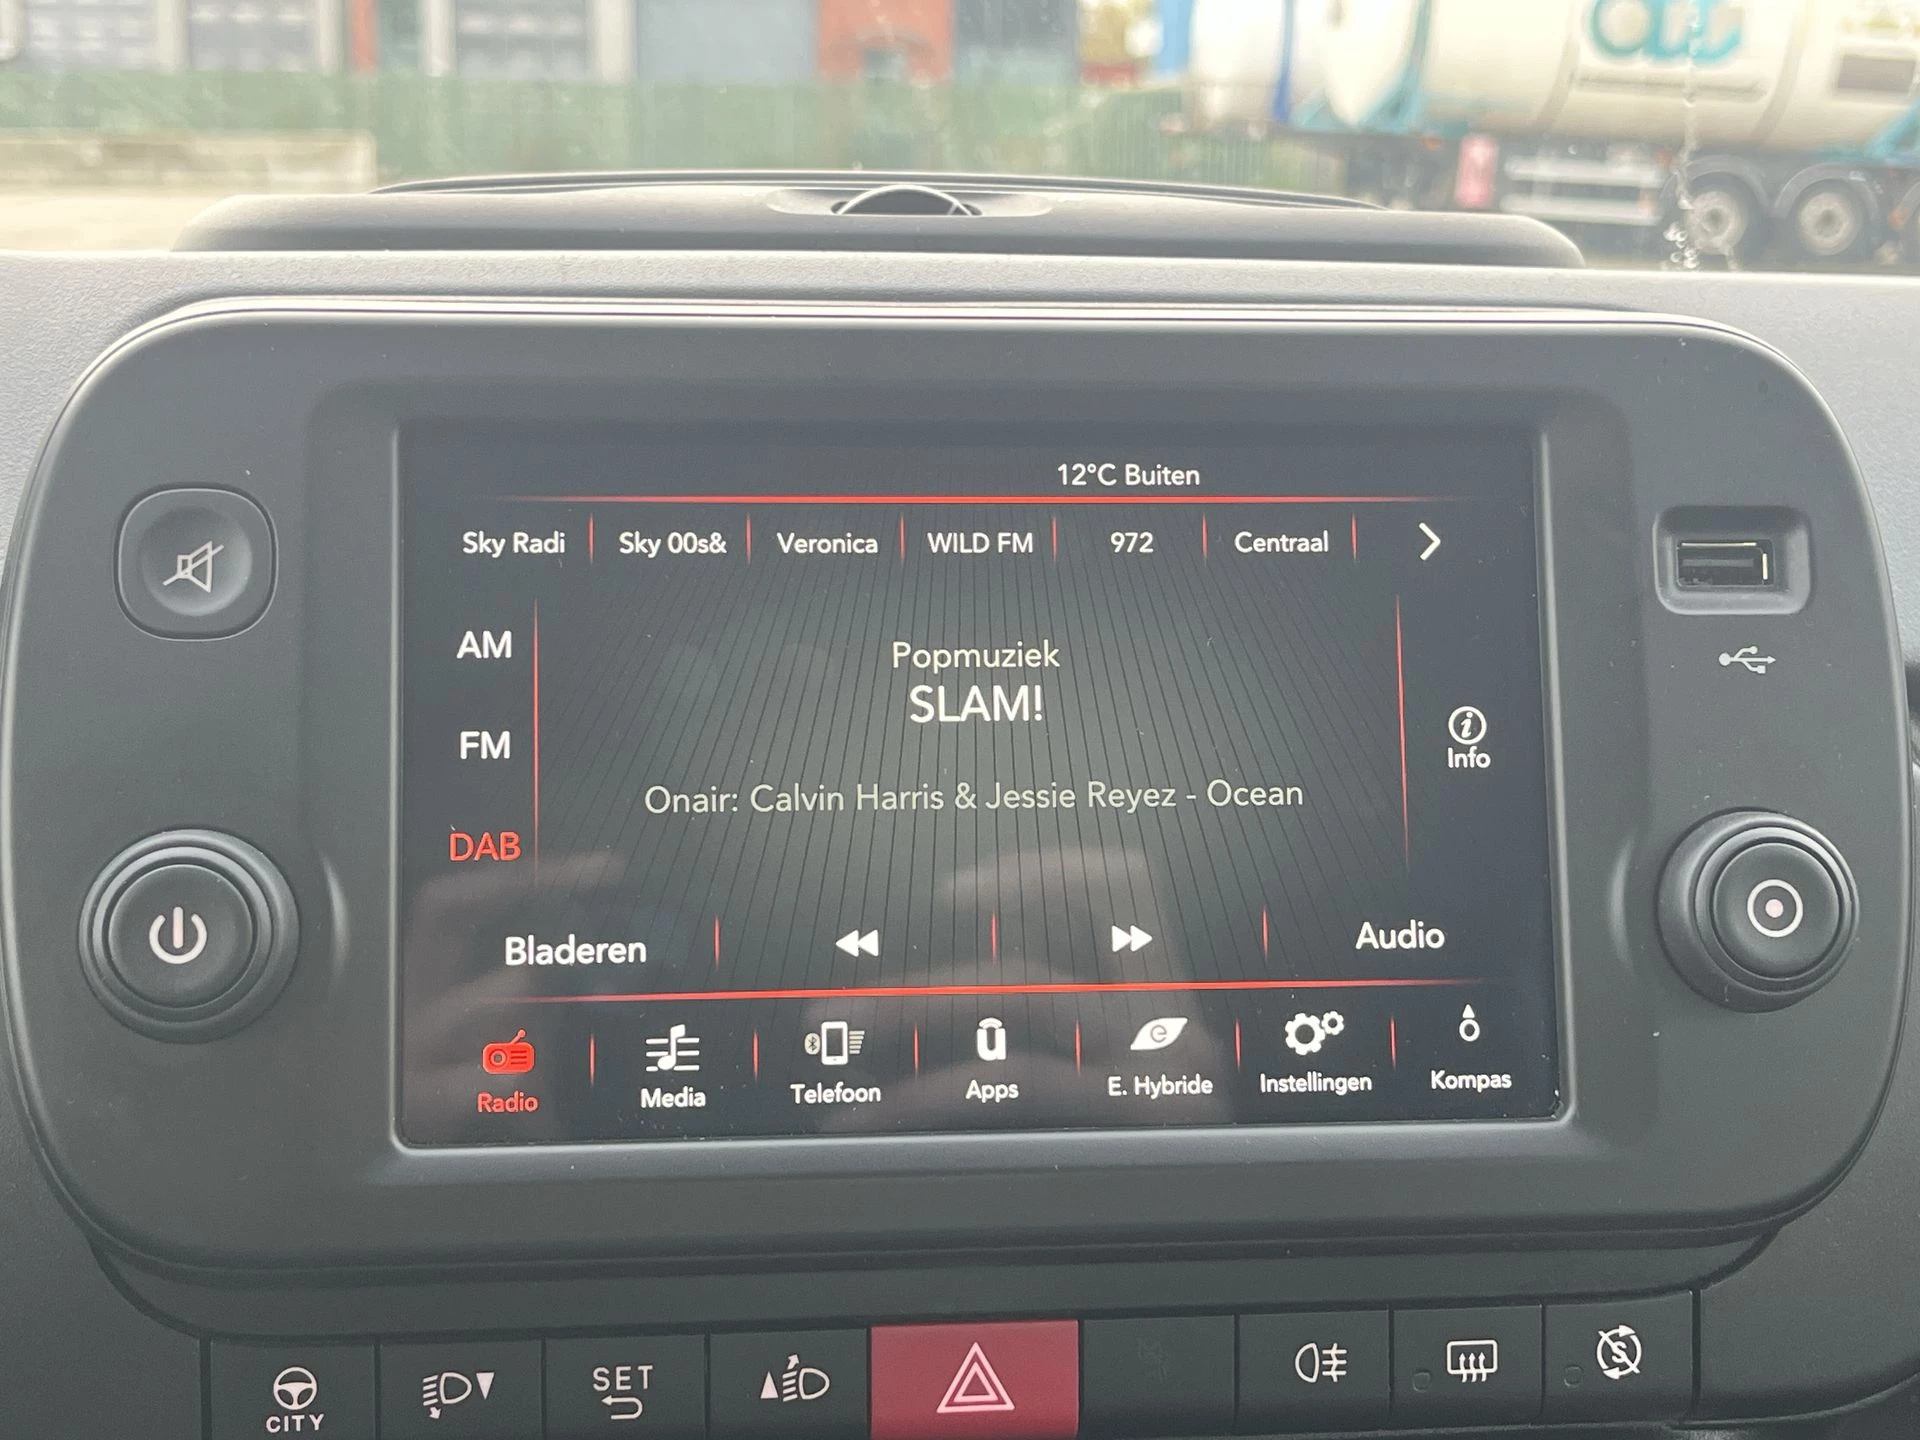 12°C Buiten
Sky Radi
Sky 00s&
Veronica
WILD FM
972
Centraal
AM
FM
DAB
Popmuziek
SLAM!
Onair: Calvin Harris & Jessie Reyez - Ocean
Info
Bladeren
Audio
Radio
Media
Telefoon
Apps
E. Hybride
Instellingen
Kompas
CITY
SET